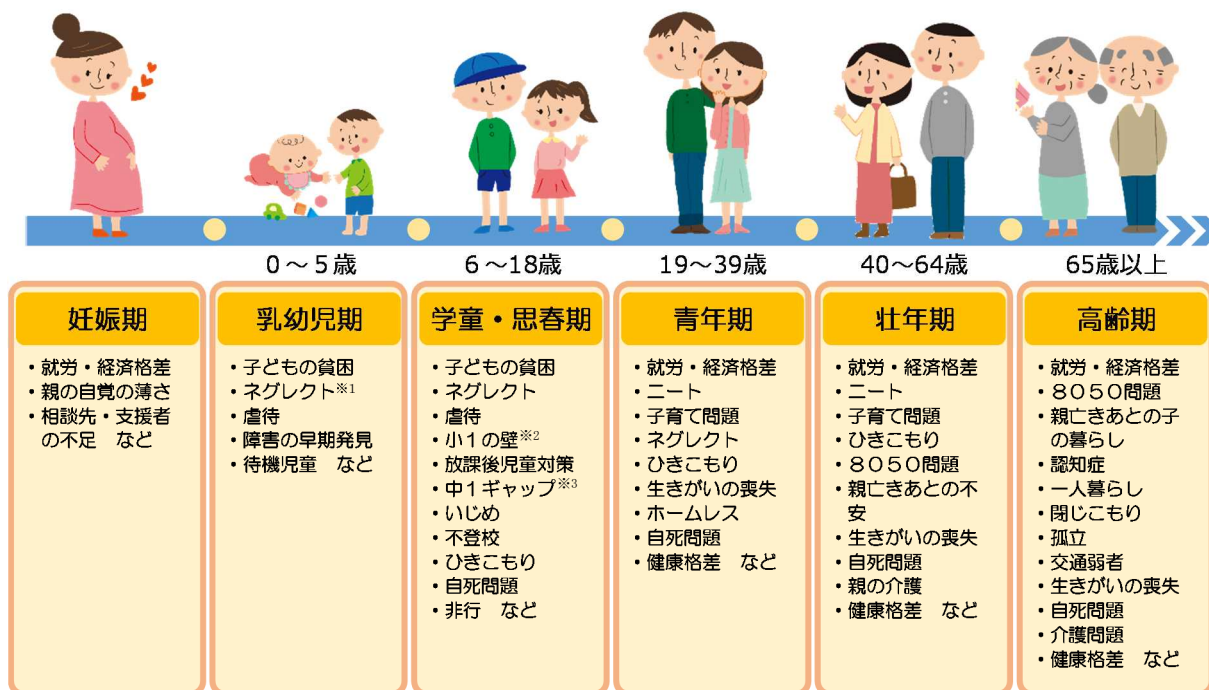 0～5歳
6～18歳
19～39歳
40～64歳
65歳以上
妊娠期
・就労・経済格差
・親の自覚の薄さ
・相談先・支援者
の不足　など
乳幼児期
・子どもの貧困
・ネグレクト※1
・虐待
・障害の早期発見
・待機児童　など
学童・思春期
・子どもの貧困
・ネグレクト
・虐待
・小1の壁※2
・放課後児童対策
・中1ギャップ※3
・いじめ
・不登校
・ひきこもり
・自死問題
・非行　など
青年期
・就労・経済格差
・ニート
・子育て問題
・ネグレクト
・ひきこもり
・生きがいの喪失
・ホームレス
・自死問題
・健康格差　など
壮年期
・就労・経済格差
・ニート
・子育て問題
・ひきこもり
・８０５０問題
・親亡きあとの不
安
・生きがいの喪失
・自死問題
・親の介護
・健康格差　など
高齢期
・就労・経済格差
・８０５０問題
・親亡きあとの子
の暮らし
・認知症
・一人暮らし
・閉じこもり
・孤立
・交通弱者
・生きがいの喪失
・自死問題
・介護問題
・健康格差　など